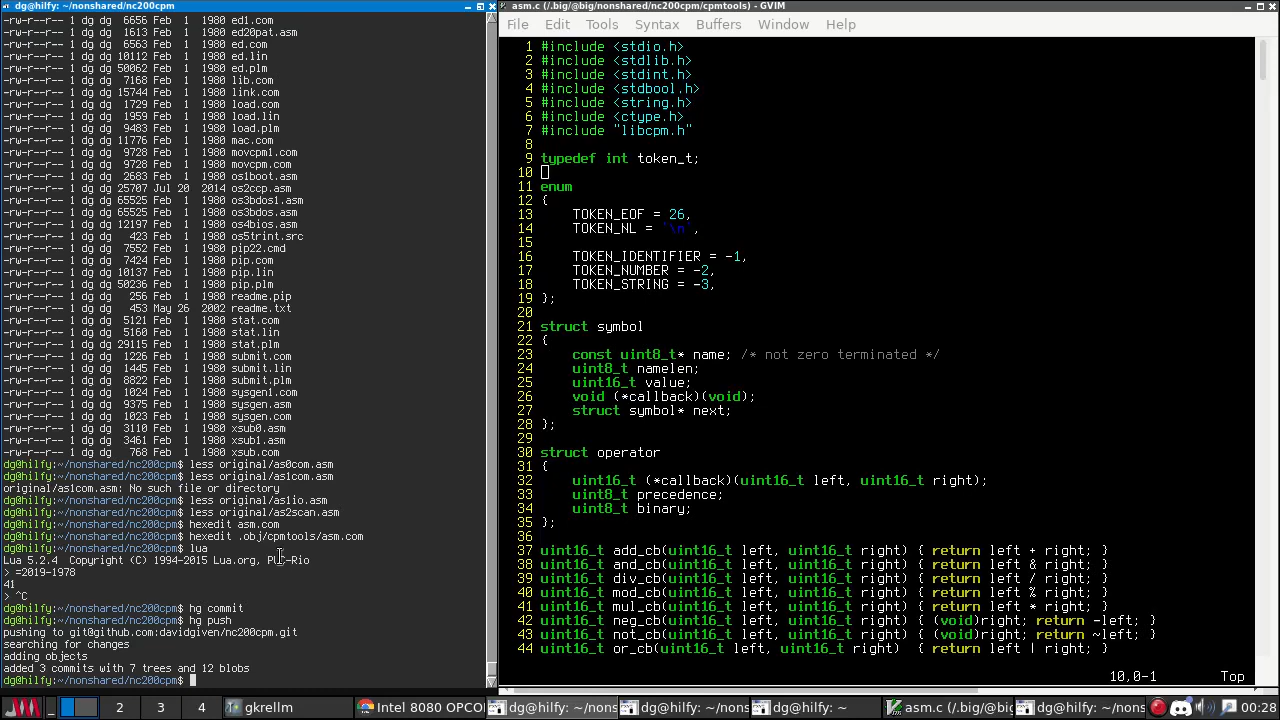 dg@hilfy: ~/nonshared/nc200cpm
-rw-r--r-- 1 dg dg  6656 Feb  1  1980 ed1.com
-rw-r--r-- 1 dg dg  1613 Feb  1  1980 ed20pat.asm
-rw-r--r-- 1 dg dg  6563 Feb  1  1980 ed.com
-rw-r--r-- 1 dg dg 10112 Feb  1  1980 ed.lin
-rw-r--r-- 1 dg dg 58062 Feb  1  1980 ed.plm
-rw-r--r-- 1 dg dg  7168 Feb  1  1980 lib.com
-rw-r--r-- 1 dg dg 15744 Feb  1  1980 link.com
-rw-r--r-- 1 dg dg  1729 Feb  1  1980 load.com
-rw-r--r-- 1 dg dg  1959 Feb  1  1980 load.lin
-rw-r--r-- 1 dg dg  9483 Feb  1  1980 load.plm
-rw-r--r-- 1 dg dg 11776 Feb  1  1980 mac.com
-rw-r--r-- 1 dg dg  9728 Feb  1  1980 movcpm1.com
-rw-r--r-- 1 dg dg  9728 Feb  1  1980 movcpm.com
-rw-r--r-- 1 dg dg  2683 Feb  1  1980 os1boot.asm
-rw-r--r-- 1 dg dg 25707 Jul 20  2014 os2ccp.asm
-rw-r--r-- 1 dg dg 65525 Feb  1  1980 os3bdos1.asm
-rw-r--r-- 1 dg dg 65525 Feb  1  1980 os3bdos.asm
-rw-r--r-- 1 dg dg 12197 Feb  1  1980 os4bios.asm
-rw-r--r-- 1 dg dg   423 Feb  1  1980 os5trint.src
-rw-r--r-- 1 dg dg  7552 Feb  1  1980 pip22.cmd
-rw-r--r-- 1 dg dg  7424 Feb  1  1980 pip.com
-rw-r--r-- 1 dg dg 10137 Feb  1  1980 pip.lin
-rw-r--r-- 1 dg dg 50236 Feb  1  1980 pip.plm
-rw-r--r-- 1 dg dg   256 Feb  1  1980 readme.pip
-rw-r--r-- 1 dg dg   453 May 26  2002 readme.txt
-rw-r--r-- 1 dg dg  5121 Feb  1  1980 stat.com
-rw-r--r-- 1 dg dg  5160 Feb  1  1980 stat.lin
-rw-r--r-- 1 dg dg 29115 Feb  1  1980 stat.plm
-rw-r--r-- 1 dg dg  1226 Feb  1  1980 submit.com
-rw-r--r-- 1 dg dg  1445 Feb  1  1980 submit.lin
-rw-r--r-- 1 dg dg  8822 Feb  1  1980 submit.plm
-rw-r--r-- 1 dg dg  1024 Feb  1  1980 sysgen1.com
-rw-r--r-- 1 dg dg  9375 Feb  1  1980 sysgen.asm
-rw-r--r-- 1 dg dg  1023 Feb  1  1980 sysgen.com
-rw-r--r-- 1 dg dg  3110 Feb  1  1980 xsub0.asm
-rw-r--r-- 1 dg dg  3461 Feb  1  1980 xsub1.asm
-rw-r--r-- 1 dg dg   768 Feb  1  1980 xsub.com
dg@hilfy:~/nonshared/nc200cpm$ less original/as0com.asm
dg@hilfy:~/nonshared/nc200cpm$ less original/as1com.asm
original/as1com.asm: No such file or directory
dg@hilfy:~/nonshared/nc200cpm$ less original/as1io.asm
dg@hilfy:~/nonshared/nc200cpm$ less original/as2scan.asm
dg@hilfy:~/nonshared/nc200cpm$ hexedit asm.com
dg@hilfy:~/nonshared/nc200cpm$ hexedit .obj/cpmtools/asm.com
dg@hilfy:~/nonshared/nc200cpm$ lua
Lua 5.2.4  Copyright (C) 1994-2015 Lua.org, PUC-Rio
> =2019-1978
41
> ^C
dg@hilfy:~/nonshared/nc200cpm$ hg commit
dg@hilfy:~/nonshared/nc200cpm$ hg push
pushing to git@github.com:davidgiven/nc200cpm.git
searching for changes
adding objects
added 3 commits with 7 trees and 12 blobs
dg@hilfy:~/nonshared/nc200cpm$
asm.c (/.big/@big/nonshared/nc200cpm/cpmtools) - GVIM
File Edit Tools Syntax Buffers Window Help
1 #include <stdio.h>
2 #include <stdlib.h>
3 #include <stdint.h>
4 #include <stdbool.h>
5 #include <string.h>
6 #include <ctype.h>
7 #include "libcpm.h"
8
9 typedef int token_t;
10
11 enum
12 {
13     TOKEN_EOF = 26,
14     TOKEN_NL = '\n',
15
16     TOKEN_IDENTIFIER = -1,
17     TOKEN_NUMBER = -2,
18     TOKEN_STRING = -3,
19 };
20
21 struct symbol
22 {
23     const uint8_t* name; /* not zero terminated */
24     uint8_t namelen;
25     uint16_t value;
26     void (*callback)(void);
27     struct symbol* next;
28 };
29
30 struct operator
31 {
32     uint16_t (*callback)(uint16_t left, uint16_t right);
33     uint8_t precedence;
34     uint8_t binary;
35 };
36
37 uint16_t add_cb(uint16_t left, uint16_t right) { return left + right; }
38 uint16_t and_cb(uint16_t left, uint16_t right) { return left & right; }
39 uint16_t div_cb(uint16_t left, uint16_t right) { return left / right; }
40 uint16_t mod_cb(uint16_t left, uint16_t right) { return left % right; }
41 uint16_t mul_cb(uint16_t left, uint16_t right) { return left * right; }
42 uint16_t neg_cb(uint16_t left, uint16_t right) { (void)right; return -left; }
43 uint16_t not_cb(uint16_t left, uint16_t right) { (void)right; return ~left; }
44 uint16_t or_cb(uint16_t left, uint16_t right)  { return left | right; }
10,0-1 Top
2 3 4 gkrellm Intel 8080 OPCO dg@hilfy: ~/nons dg@hilfy: ~/nons dg@hilfy: ~ asm.c (/.big/@big dg@hilfy: ~/nons 00:28